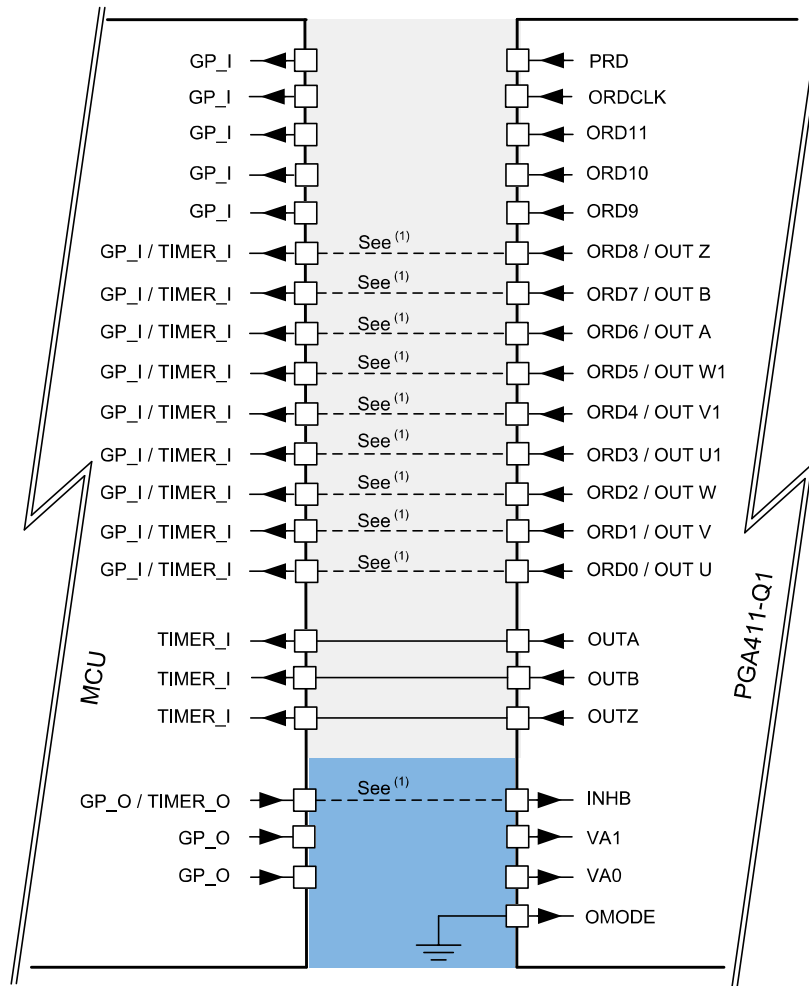 GP_I PRD
GP_I ORDCLK
GP_I ORD11
GP_I ORD10
GP_I ORD9
GP_I / TIMER_I See (1) ORD8 / OUT Z
GP_I / TIMER_I See (1) ORD7 / OUT B
GP_I / TIMER_I See (1) ORD6 / OUT A
GP_I / TIMER_I See (1) ORD5 / OUT W1
GP_I / TIMER_I See (1) ORD4 / OUT V1
GP_I / TIMER_I See (1) ORD3 / OUT U1
GP_I / TIMER_I See (1) ORD2 / OUT W
GP_I / TIMER_I See (1) ORD1 / OUT V
GP_I / TIMER_I See (1) ORD0 / OUT U
TIMER_I OUTA
TIMER_I OUTB
TIMER_I OUTZ
MCU
PGA411-Q1
GP_O / TIMER_O See (1) INHB
GP_O VA1
GP_O VA0
OMODE